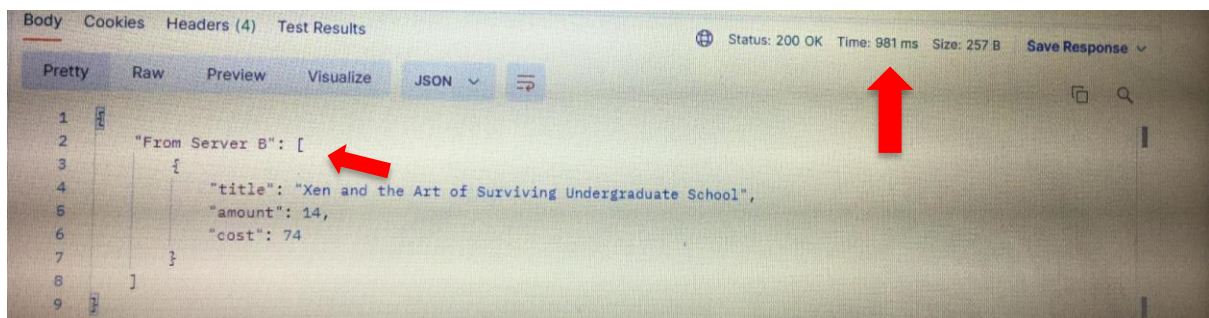 Body Cookies Headers (4) Test Results
Status: 200 OK Time: 981 ms Size: 257 B Save Response
Pretty Raw Preview Visualize JSON
1 {
2 "From Server B": [
3 {
4 "title": "Xen and the Art of Surviving Undergraduate School",
5 "amount": 14,
6 "cost": 74
7 }
8 ]
9 }